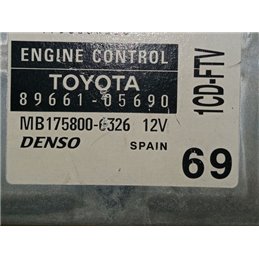 ENGINE CONTROL
TOYOTA
89661-05690
MB175800-6326 12V
DENSO SPAIN
69
1CD-FTV